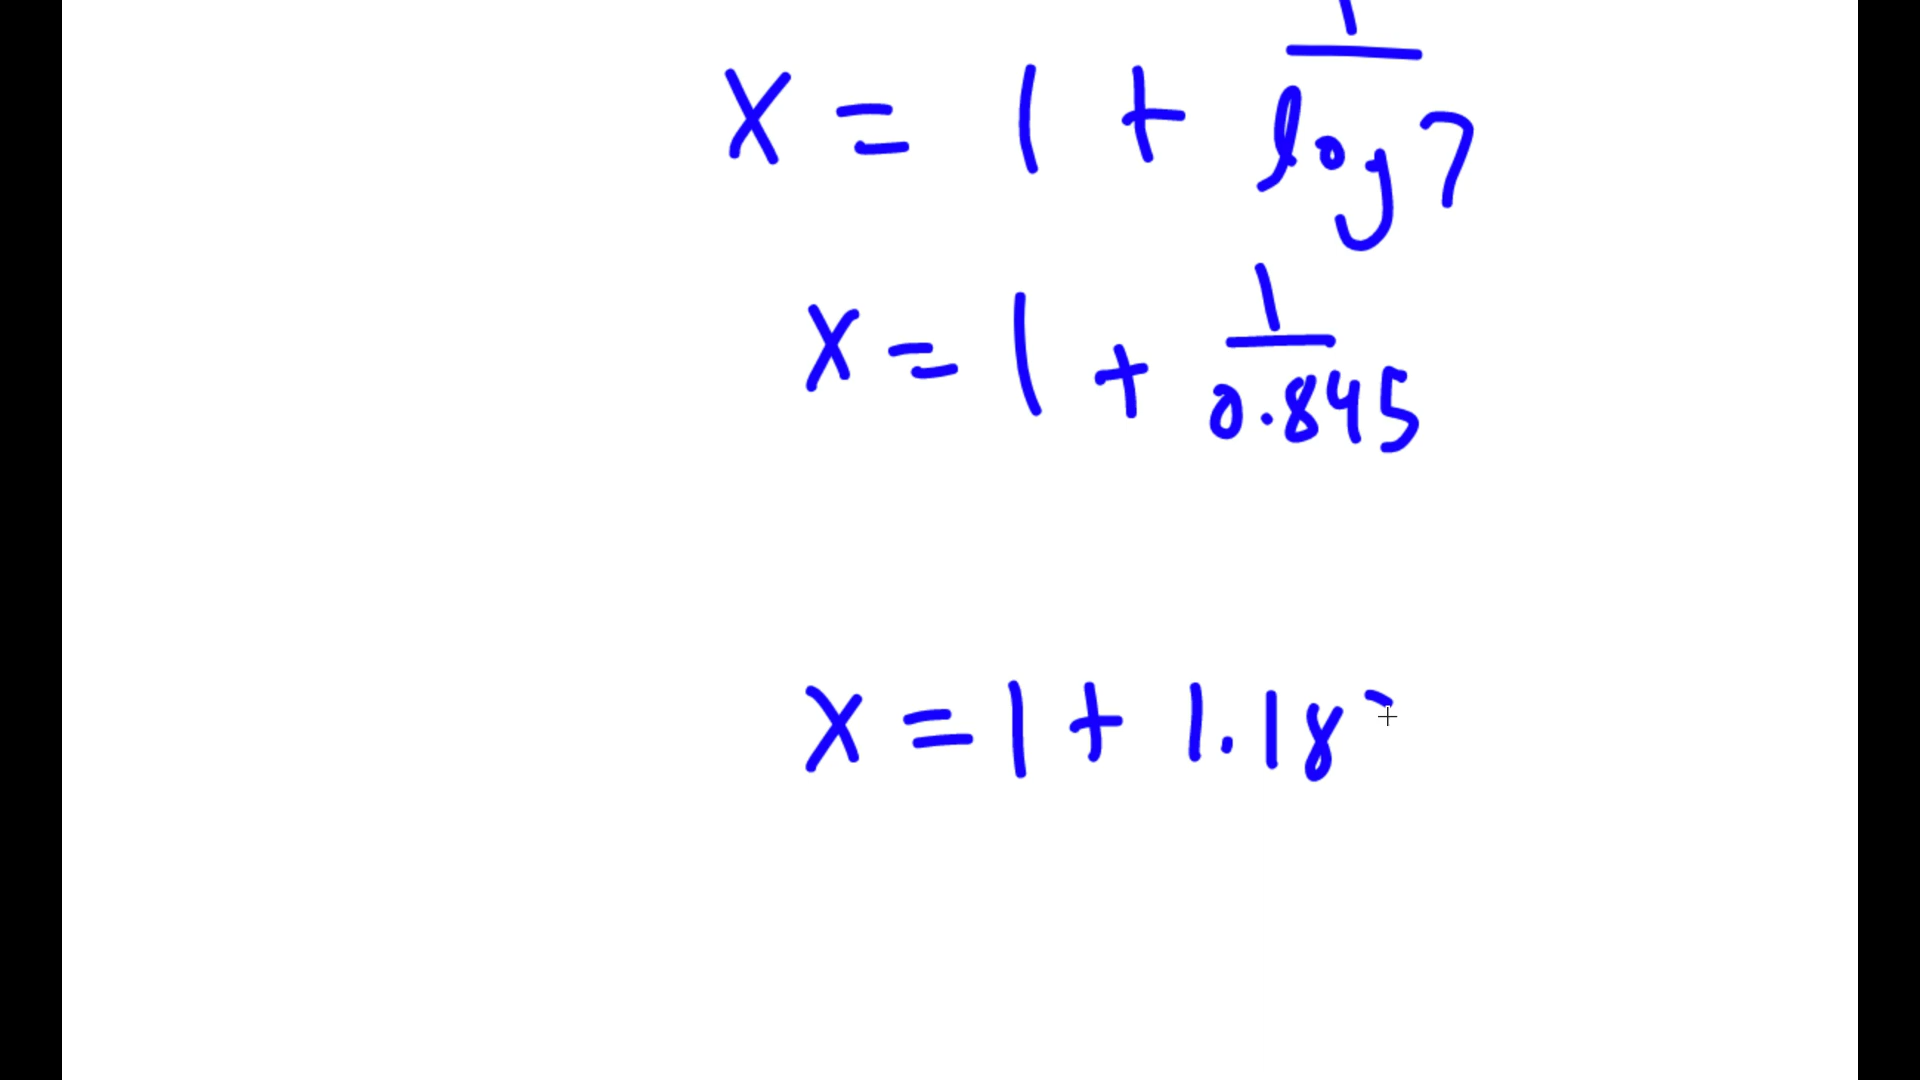 x = 1 + 1/log 7
x = 1 + 1/0.845
x = 1 + 1.18